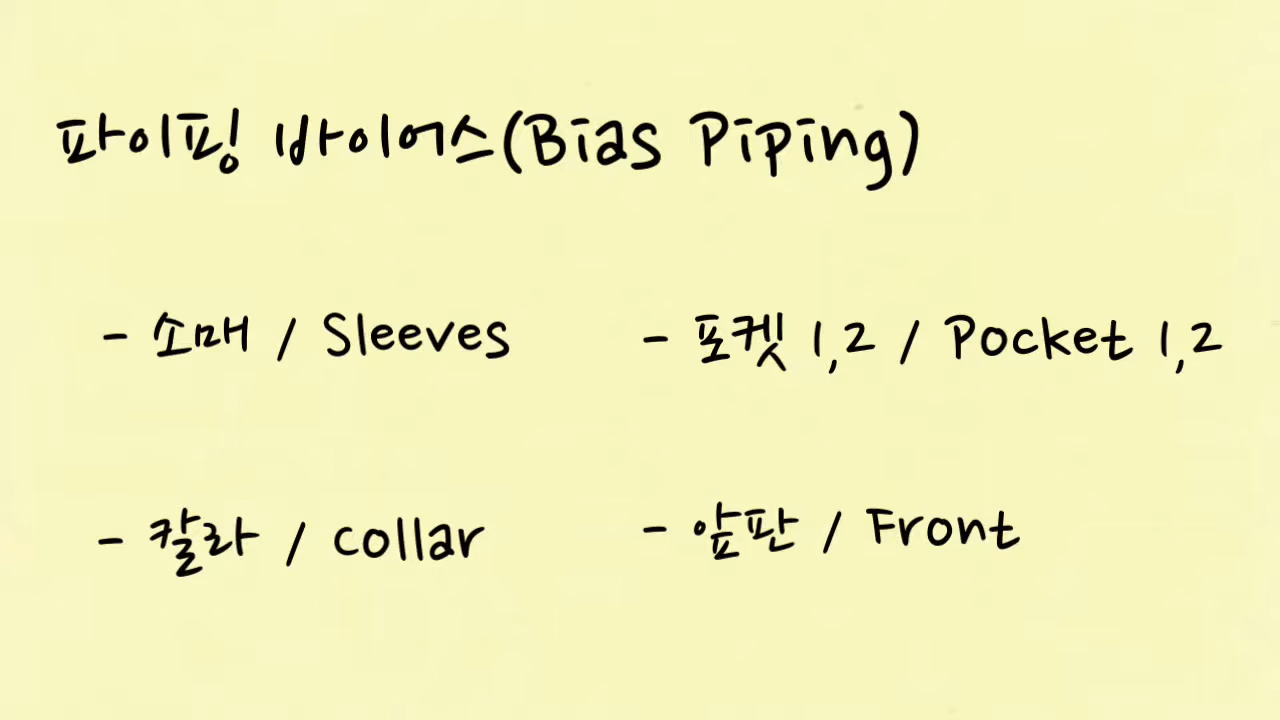 파이핑 바이어스(Bias Piping)
- 소매 / Sleeves
- 포켓 1,2 / Pocket 1,2
- 칼라 / collar
- 앞판 / Front